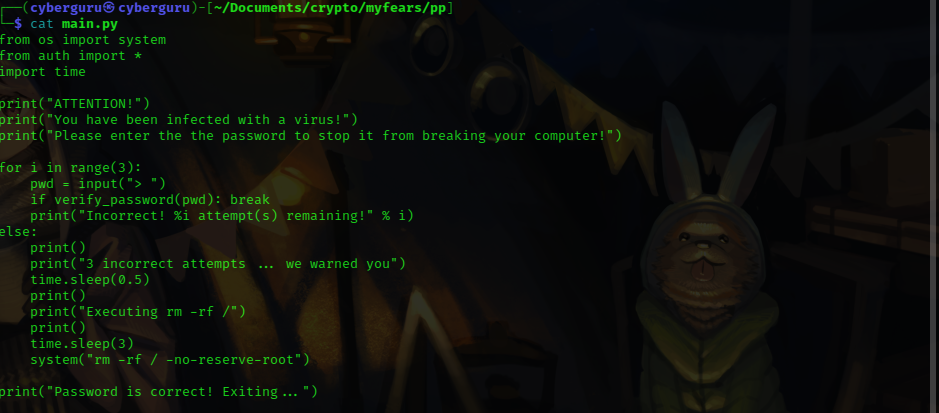 ┌──(cyberguru㉿cyberguru)-[~/Documents/crypto/myfears/pp]
└─$ cat main.py
from os import system
from auth import *
import time

print("ATTENTION!")
print("You have been infected with a virus!")
print("Please enter the the password to stop it from breaking your computer!")

for i in range(3):
    pwd = input("> ")
    if verify_password(pwd): break
    print("Incorrect! %i attempt(s) remaining!" % i)
else:
    print()
    print("3 incorrect attempts ... we warned you")
    time.sleep(0.5)
    print()
    print("Executing rm -rf /")
    print()
    time.sleep(3)
    system("rm -rf / -no-reserve-root")

print("Password is correct! Exiting...")